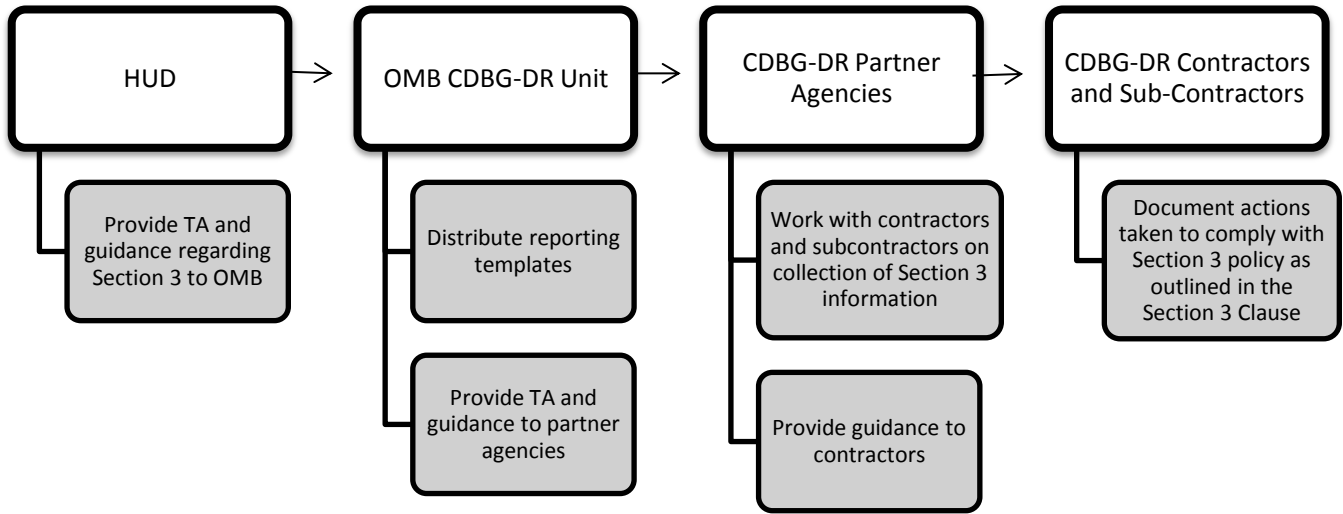 HUD
OMB CDBG-DR Unit
CDBG-DR Partner
Agencies
CDBG-DR Contractors
and Sub-Contractors
Provide TA and
guidance regarding
Section 3 to OMB
Distribute reporting
templates
Provide TA and
guidance to partner
agencies
Work with contractors
and subcontractors on
collection of Section 3
information
Provide guidance to
contractors
Document actions
taken to comply with
Section 3 policy as
outlined in the
Section 3 Clause